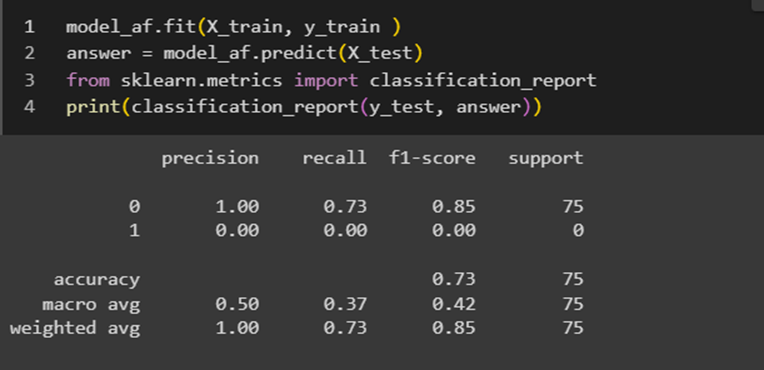 1 model_af.fit(X_train, y_train )
2 answer = model_af.predict(X_test)
3 from sklearn.metrics import classification_report
4 print(classification_report(y_test, answer))
precision recall f1-score support
0 1.00 0.73 0.85 75
1 0.00 0.00 0.00 0
accuracy 0.73 75
macro avg 0.50 0.37 0.42 75
weighted avg 1.00 0.73 0.85 75